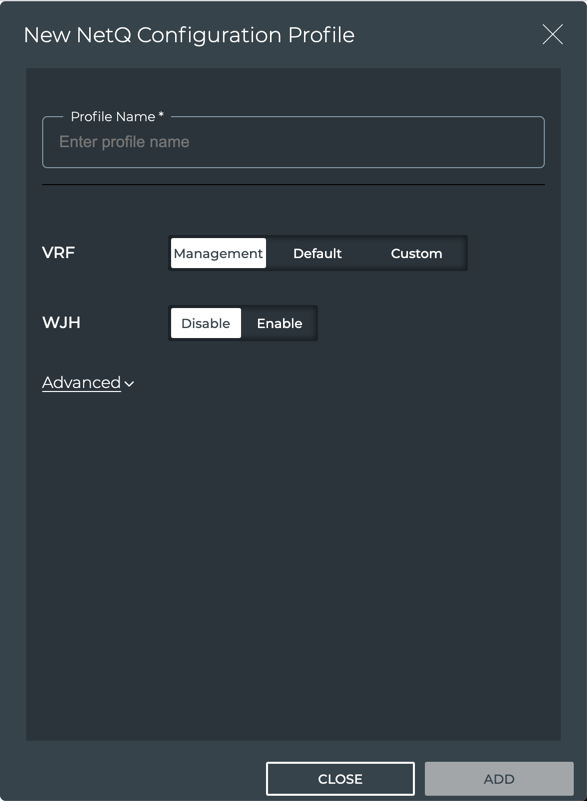 New NetQ Configuration Profile
Profile Name *
Enter profile name
VRF Management Default Custom
WJH Disable Enable
Advanced
CLOSE ADD